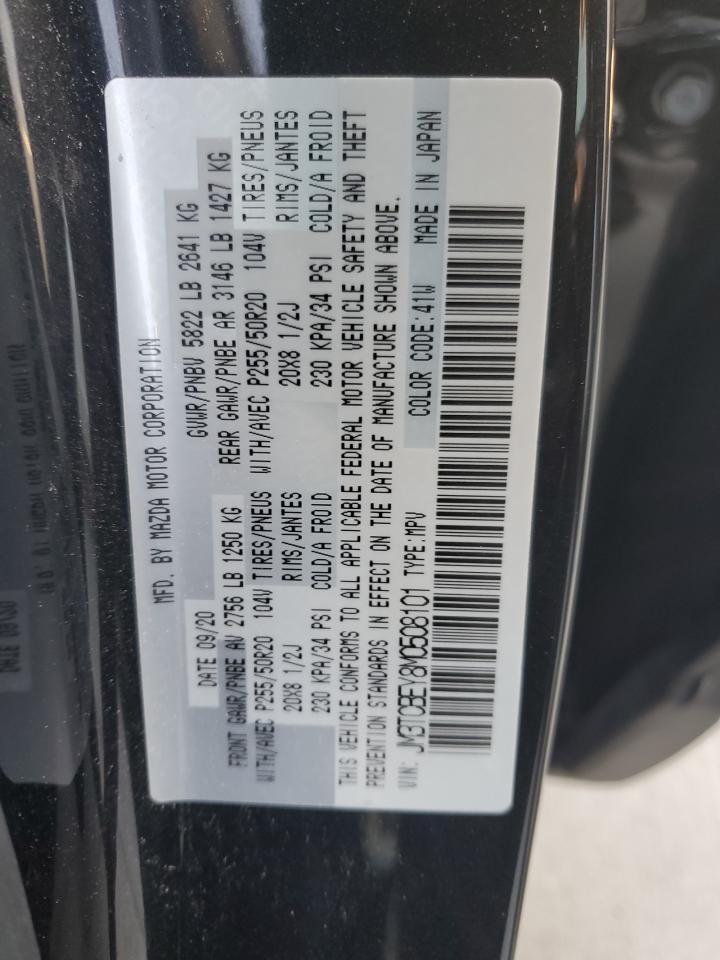 MFD. BY MAZDA MOTOR CORPORATION
DATE 09/20 GVWR/PNBV 5822 LB 2641 KG
FRONT GAWR/PNBE AV 2756 LB 1250 KG REAR GAWR/PNBE AR 3146 LB 1427 KG
WITH/AVEC P255/50R20 104V TIRES/PNEUS WITH/AVEC P255/50R20 104V TIRES/PNEUS
20X8 1/2J RIMS/JANTES 20X8 1/2J RIMS/JANTES
230 KPA/34 PSI COLD/A FROID 230 KPA/34 PSI COLD/A FROID
THIS VEHICLE CONFORMS TO ALL APPLICABLE FEDERAL MOTOR VEHICLE SAFETY AND THEFT
PREVENTION STANDARDS IN EFFECT ON THE DATE OF MANUFACTURE SHOWN ABOVE.
VIN: JM3TCBEY8M0508101 TYPE:MPV COLOR CODE:41W MADE IN JAPAN